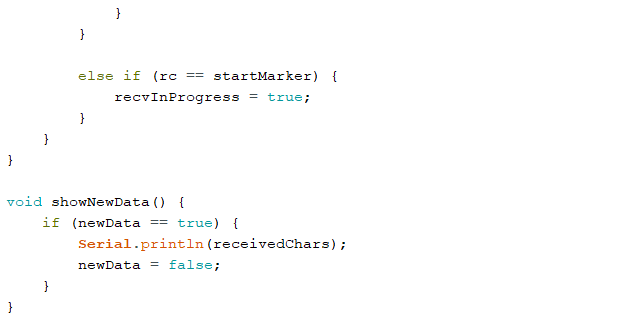 }
        }

        else if (rc == startMarker) {
            recvInProgress = true;
        }
    }
}

void showNewData() {
    if (newData == true) {
        Serial.println(receivedChars);
        newData = false;
    }
}